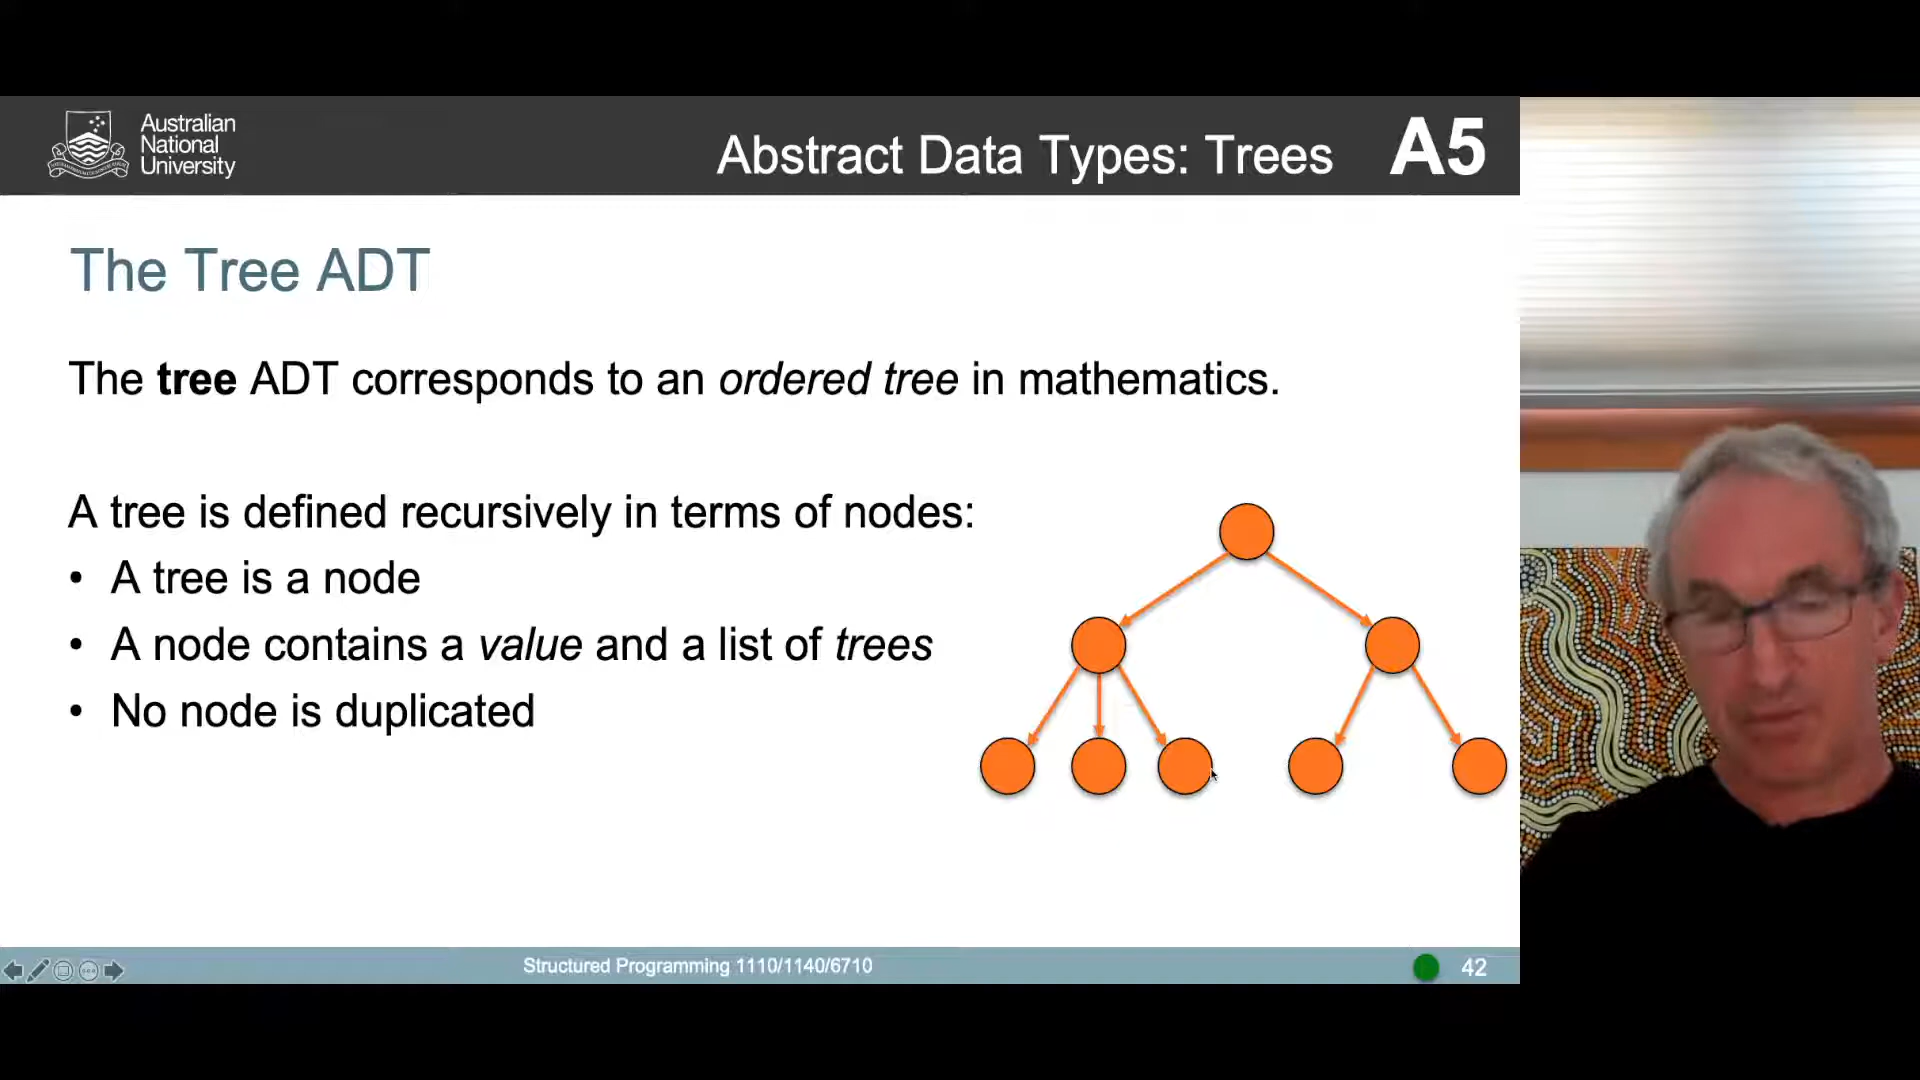 Australian
National
University
Abstract Data Types: Trees
A5
The Tree ADT
The tree ADT corresponds to an ordered tree in mathematics.
A tree is defined recursively in terms of nodes:
• A tree is a node
• A node contains a value and a list of trees
• No node is duplicated
Structured Programming 1110/1140/6710
42